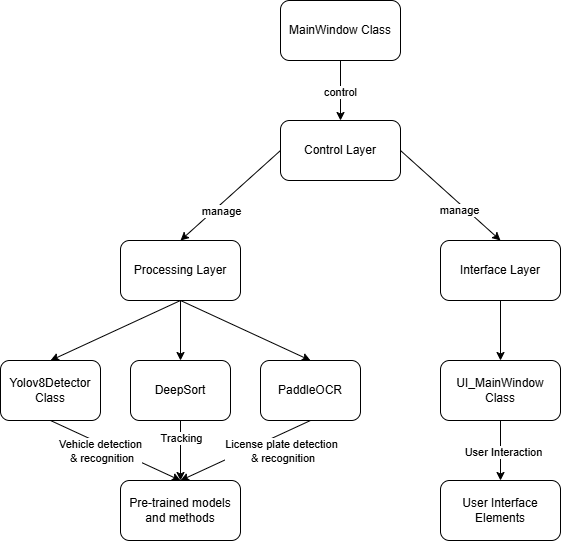 MainWindow Class
control
Control Layer
manage
manage
Processing Layer
Interface Layer
Yolov8Detector
Class
DeepSort
PaddleOCR
UI_MainWindow
Class
Vehicle detection
& recognition
Tracking
License plate detection
& recognition
User Interaction
Pre-trained models
and methods
User Interface
Elements